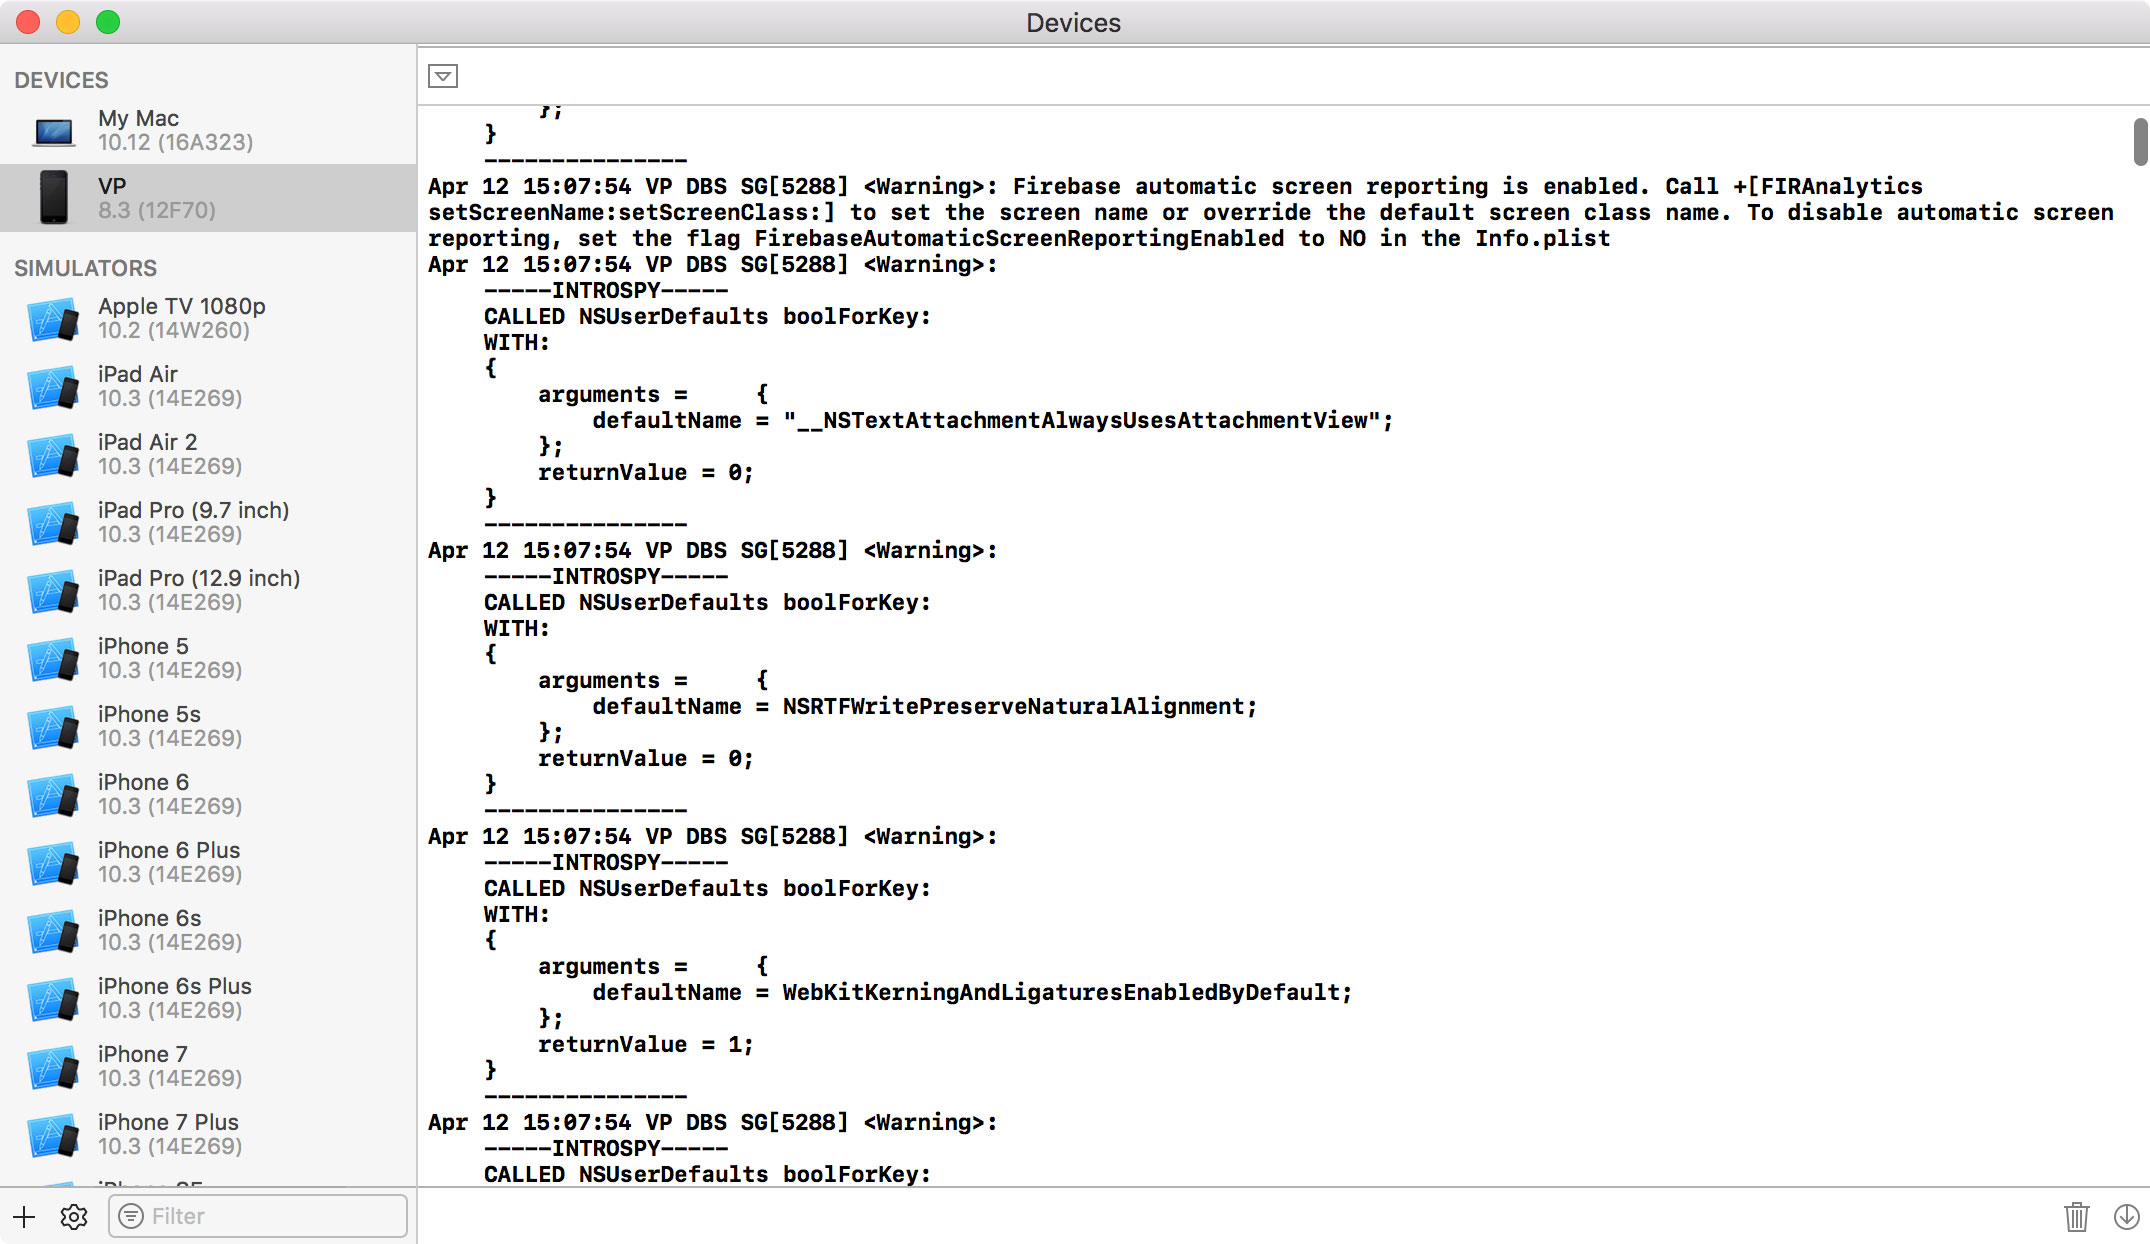 Devices
DEVICES
My Mac
10.12 (16A323)
VP
8.3 (12F70)
SIMULATORS
Apple TV 1080p
10.2 (14W260)
iPad Air
10.3 (14E269)
iPad Air 2
10.3 (14E269)
iPad Pro (9.7 inch)
10.3 (14E269)
iPad Pro (12.9 inch)
10.3 (14E269)
iPhone 5
10.3 (14E269)
iPhone 5s
10.3 (14E269)
iPhone 6
10.3 (14E269)
iPhone 6 Plus
10.3 (14E269)
iPhone 6s
10.3 (14E269)
iPhone 6s Plus
10.3 (14E269)
iPhone 7
10.3 (14E269)
iPhone 7 Plus
10.3 (14E269)
Filter
};
}
---------------
Apr 12 15:07:54 VP DBS SG[5288] <Warning>: Firebase automatic screen reporting is enabled. Call +[FIRAnalytics
setScreenName:setScreenClass:] to set the screen name or override the default screen class name. To disable automatic screen
reporting, set the flag FirebaseAutomaticScreenReportingEnabled to NO in the Info.plist
Apr 12 15:07:54 VP DBS SG[5288] <Warning>:
-----INTROSPY-----
CALLED NSUserDefaults boolForKey:
WITH:
{
arguments =     {
defaultName = "__NSTextAttachmentAlwaysUsesAttachmentView";
};
returnValue = 0;
}
---------------
Apr 12 15:07:54 VP DBS SG[5288] <Warning>:
-----INTROSPY-----
CALLED NSUserDefaults boolForKey:
WITH:
{
arguments =     {
defaultName = NSRTFWritePreserveNaturalAlignment;
};
returnValue = 0;
}
---------------
Apr 12 15:07:54 VP DBS SG[5288] <Warning>:
-----INTROSPY-----
CALLED NSUserDefaults boolForKey:
WITH:
{
arguments =     {
defaultName = WebKitKerningAndLigaturesEnabledByDefault;
};
returnValue = 1;
}
---------------
Apr 12 15:07:54 VP DBS SG[5288] <Warning>:
-----INTROSPY-----
CALLED NSUserDefaults boolForKey: